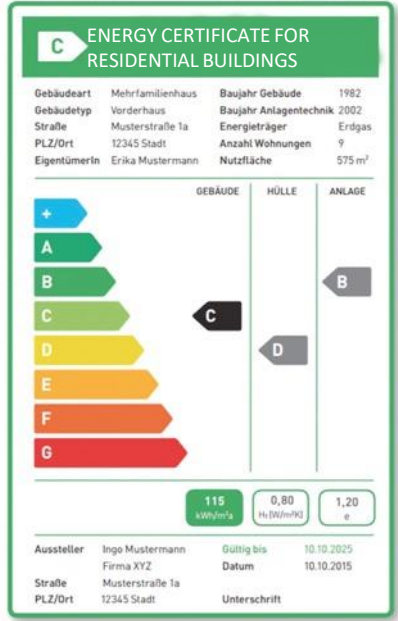 C
ENERGY CERTIFICATE FOR
RESIDENTIAL BUILDINGS
Gebäudeart Mehrfamilienhaus Baujahr Gebäude 1982
Gebäudetyp Vorderhaus Baujahr Anlagentechnik 2002
Straße Musterstraße 1a Energieträger Erdgas
PLZ/Ort 12345 Stadt Anzahl Wohnungen 9
EigentümerIn Erika Mustermann Nutzfläche 575 m²
GEBÄUDE HÜLLE ANLAGE
+
A
B B
C C
D D
E
F
G
115 0,80 1,20
kWh/m²a Hₜ [W/m²K] e
Aussteller Ingo Mustermann Gültig bis 10.10.2025
Firma XYZ Datum 10.10.2015
Straße Musterstraße 1a
PLZ/Ort 12345 Stadt Unterschrift